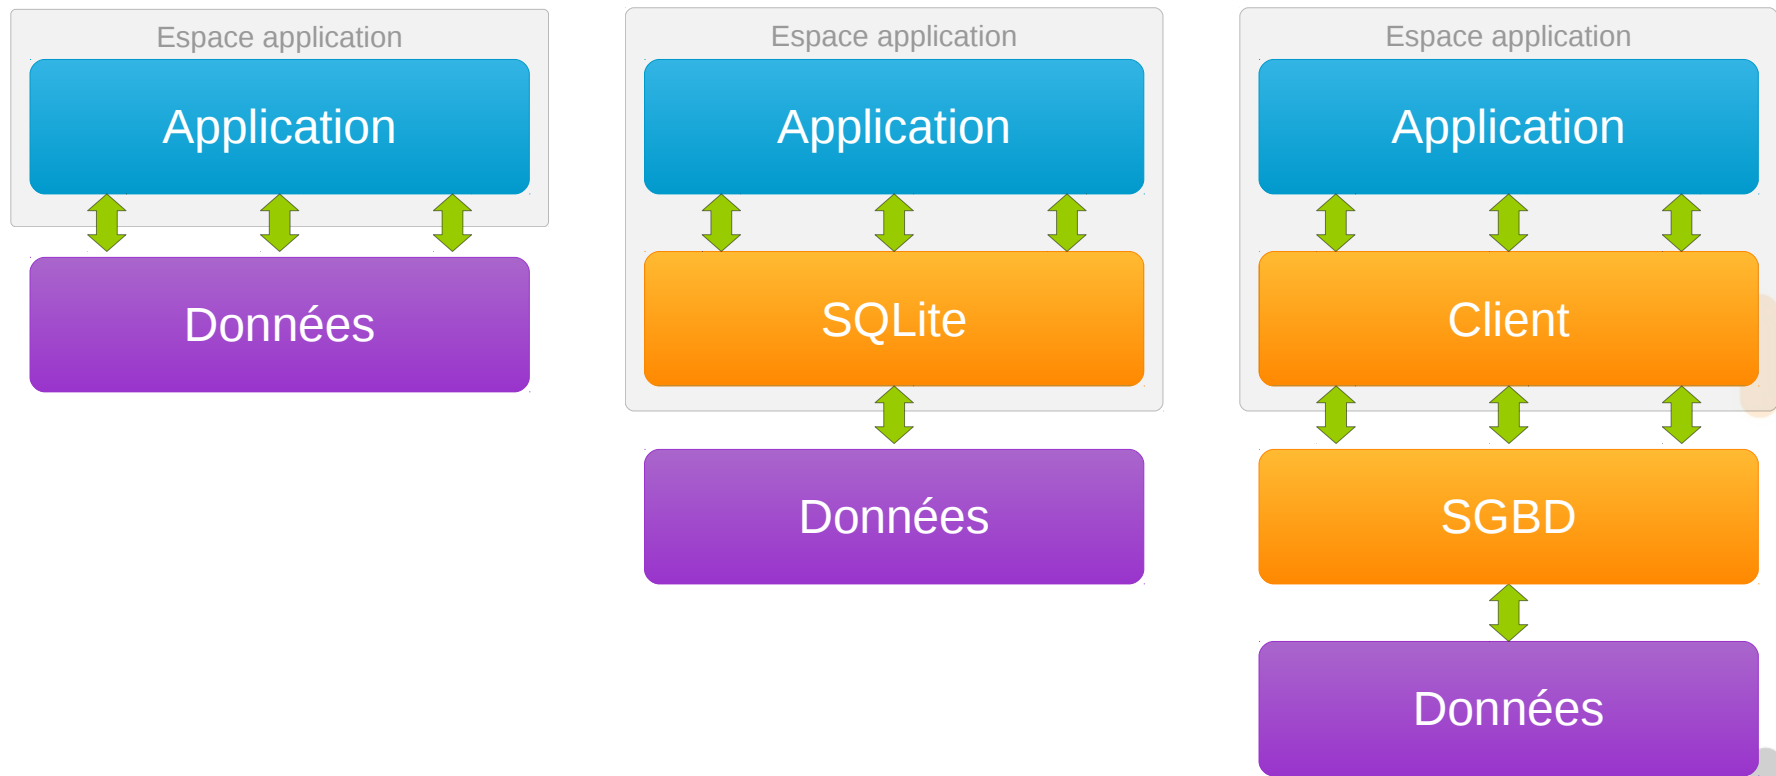 Espace application
Application
Données
Espace application
Application
SQLite
Données
Espace application
Application
Client
SGBD
Données